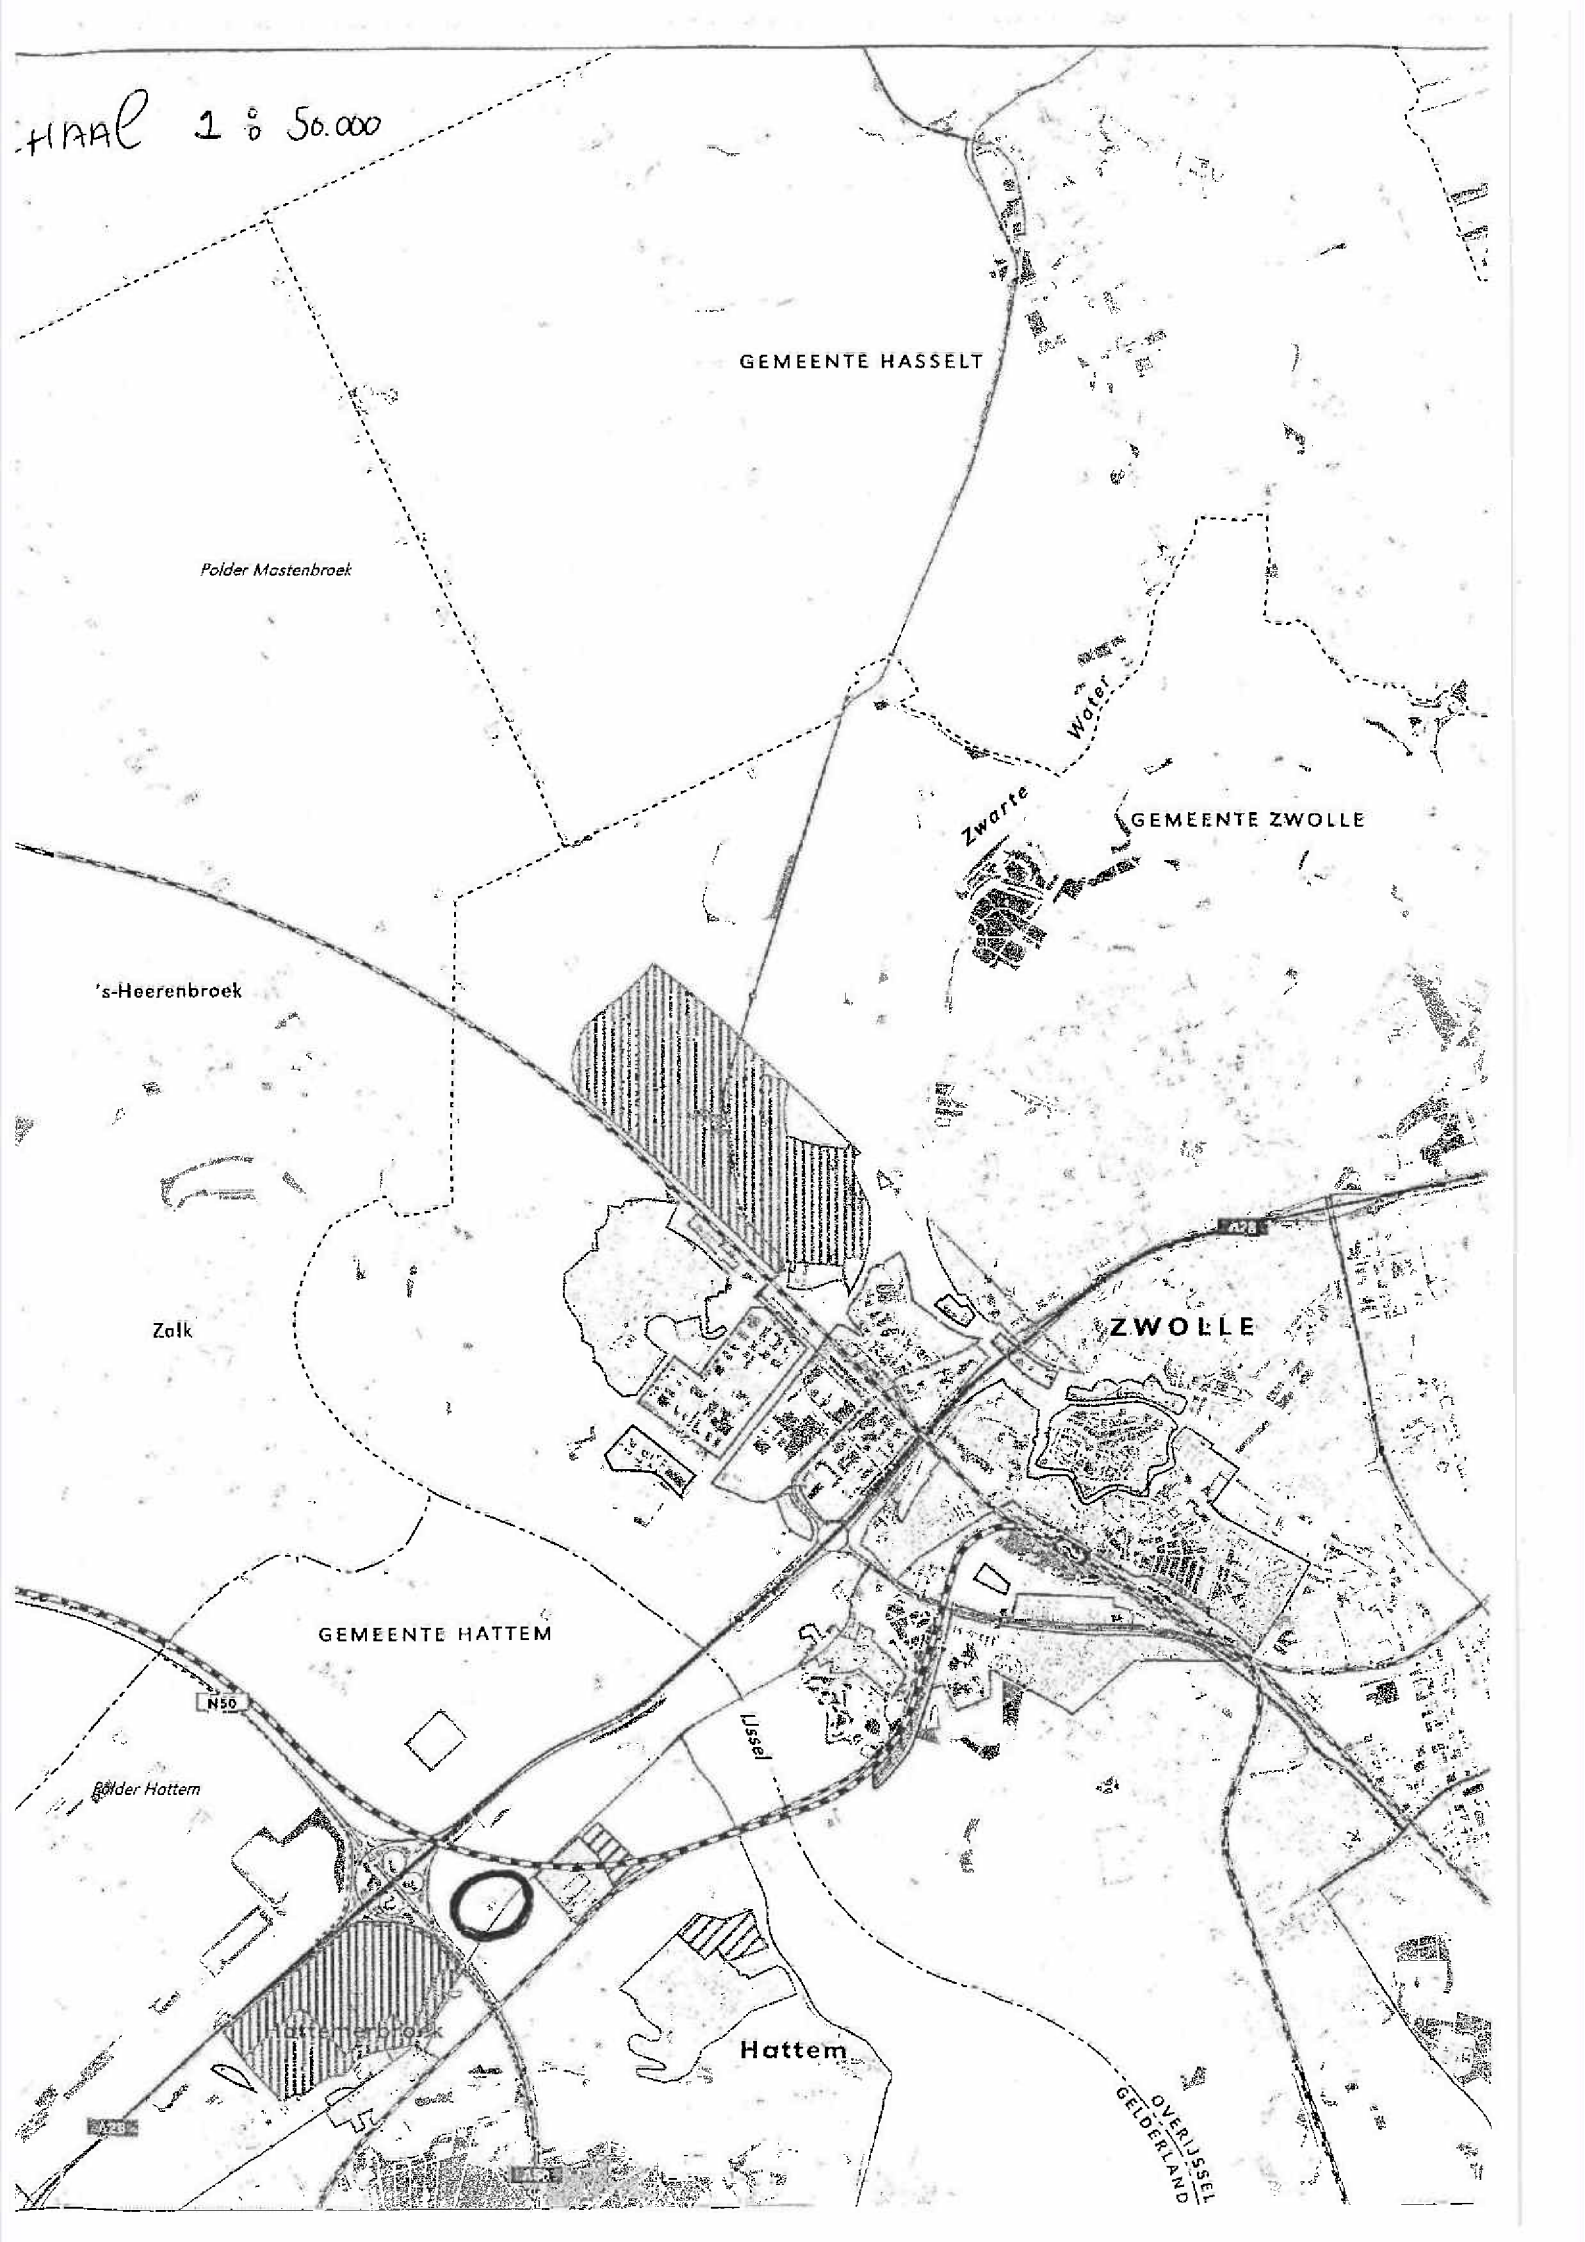 HAAL 1 : 50.000
GEMEENTE HASSELT
Polder Mastenbroek
Water
Zwarte
GEMEENTE ZWOLLE
's-Heerenbroek
A28
Zalk
ZWOLLE
GEMEENTE HATTEM
N50
IJssel
Polder Hattem
Hattemerbroek
Hattem
A28
OVERIJSSEL
GELDERLAND